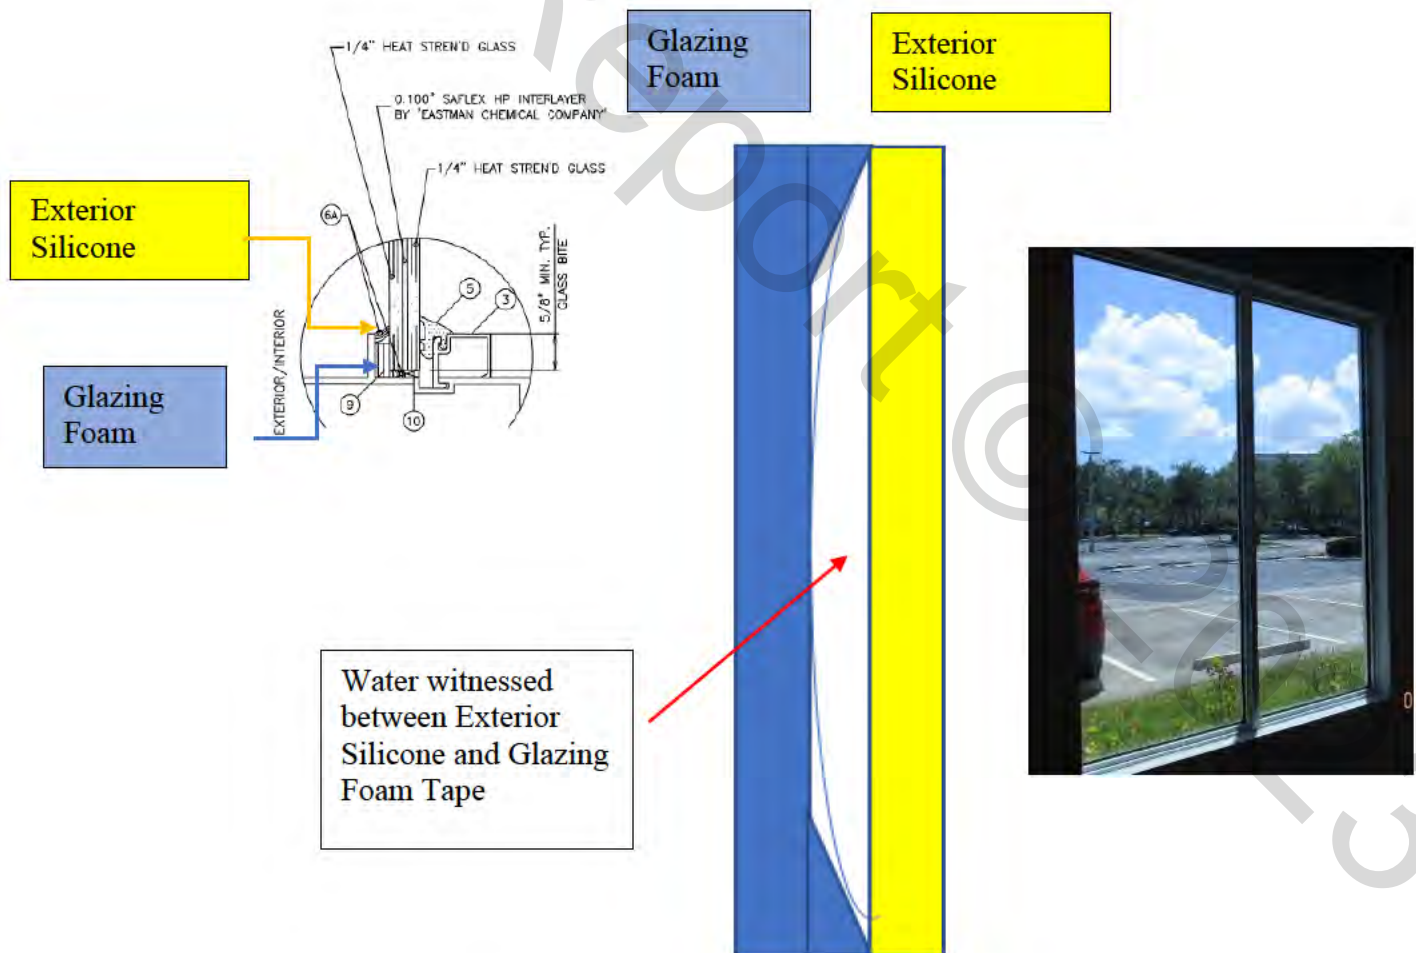 1/4" HEAT STREN'D GLASS
0.100" SAFLEX HP INTERLAYER
BY 'EASTMAN CHEMICAL COMPANY'
1/4" HEAT STREN'D GLASS
6A
5
3
9
10
5/8" MIN. TYP.
GLASS BITE
EXTERIOR/INTERIOR
Exterior
Silicone
Glazing
Foam
Glazing
Foam
Exterior
Silicone
Water witnessed
between Exterior
Silicone and Glazing
Foam Tape